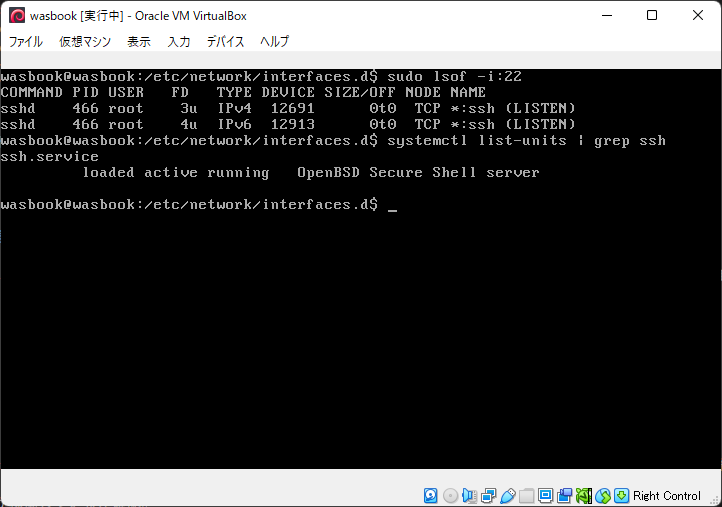 wasbook [実行中] - Oracle VM VirtualBox
ファイル 仮想マシン 表示 入力 デバイス ヘルプ
wasbook@wasbook:/etc/network/interfaces.d$ sudo lsof -i:22
COMMAND PID USER   FD   TYPE DEVICE SIZE/OFF NODE NAME
sshd    466 root    3u  IPv4  12691      0t0  TCP *:ssh (LISTEN)
sshd    466 root    4u  IPv6  12913      0t0  TCP *:ssh (LISTEN)
wasbook@wasbook:/etc/network/interfaces.d$ systemctl list-units | grep ssh
ssh.service
         loaded active running   OpenBSD Secure Shell server
wasbook@wasbook:/etc/network/interfaces.d$ _
Right Control